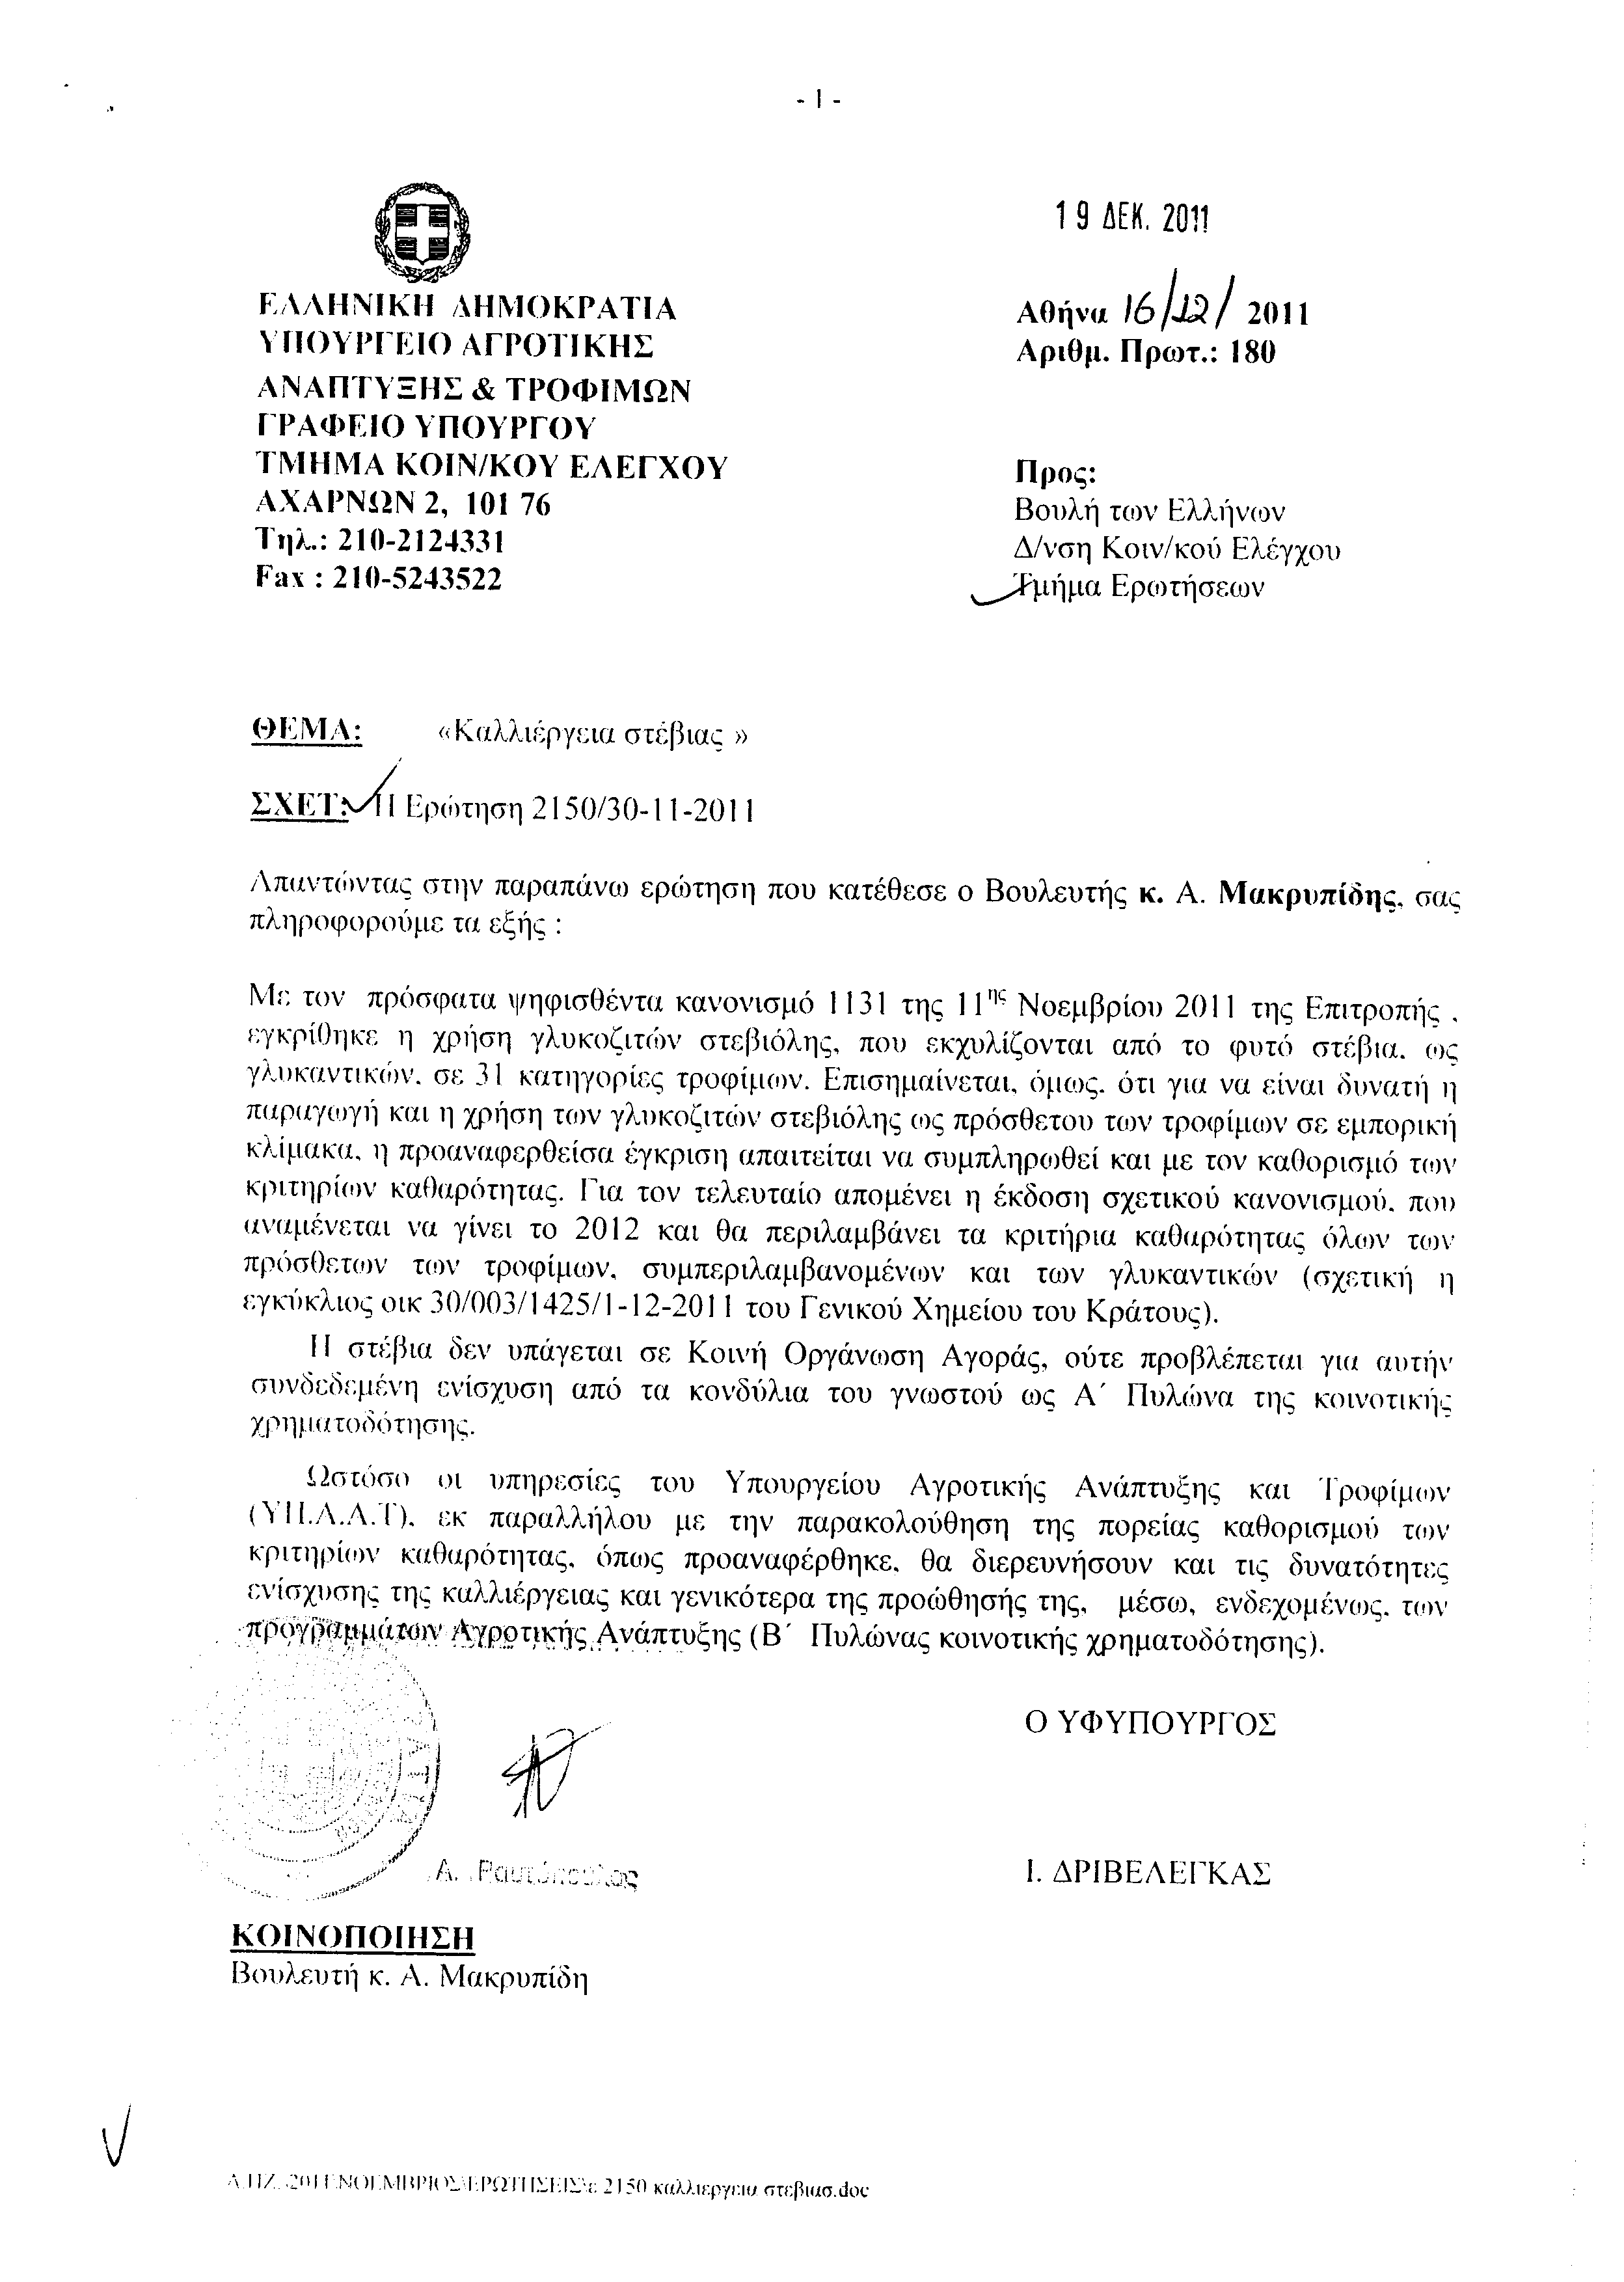 - 1 -
19 ΔΕΚ. 2011
ΕΛΛΗΝΙΚΗ ΔΗΜΟΚΡΑΤΙΑ
ΥΠΟΥΡΓΕΙΟ ΑΓΡΟΤΙΚΗΣ
ΑΝΑΠΤΥΞΗΣ & ΤΡΟΦΙΜΩΝ
ΓΡΑΦΕΙΟ ΥΠΟΥΡΓΟΥ
ΤΜΗΜΑ ΚΟΙΝ/ΚΟΥ ΕΛΕΓΧΟΥ
ΑΧΑΡΝΩΝ 2, 101 76
Τηλ.: 210-2124331
Fax : 210-5243522
Αθήνα 16/12/ 2011
Αριθμ. Πρωτ.: 180
Προς:
Βουλή των Ελλήνων
Δ/νση Κοιν/κού Ελέγχου
Τμήμα Ερωτήσεων
ΘΕΜΑ: «Καλλιέργεια στέβιας »
ΣΧΕΤ: Η Ερώτηση 2150/30-11-2011
Απαντώντας στην παραπάνω ερώτηση που κατέθεσε ο Βουλευτής κ. Α. Μακρυπίδης, σας
πληροφορούμε τα εξής :
Με τον πρόσφατα ψηφισθέντα κανονισμό 1131 της 11ης Νοεμβρίου 2011 της Επιτροπής ,
εγκρίθηκε η χρήση γλυκοζιτών στεβιόλης, που εκχυλίζονται από το φυτό στέβια, ως
γλυκαντικών, σε 31 κατηγορίες τροφίμων. Επισημαίνεται, όμως, ότι για να είναι δυνατή η
παραγωγή και η χρήση των γλυκοζιτών στεβιόλης ως πρόσθετου των τροφίμων σε εμπορική
κλίμακα, η προαναφερθείσα έγκριση απαιτείται να συμπληρωθεί και με τον καθορισμό των
κριτηρίων καθαρότητας. Για τον τελευταίο απομένει η έκδοση σχετικού κανονισμού, που
αναμένεται να γίνει το 2012 και θα περιλαμβάνει τα κριτήρια καθαρότητας όλων των
πρόσθετων των τροφίμων, συμπεριλαμβανομένων και των γλυκαντικών (σχετική η
εγκύκλιος οικ 30/003/1425/1-12-2011 του Γενικού Χημείου του Κράτους).
Η στέβια δεν υπάγεται σε Κοινή Οργάνωση Αγοράς, ούτε προβλέπεται για αυτήν
συνδεδεμένη ενίσχυση από τα κονδύλια του γνωστού ως Α΄ Πυλώνα της κοινοτικής
χρηματοδότησης.
Ωστόσο οι υπηρεσίες του Υπουργείου Αγροτικής Ανάπτυξης και Τροφίμων
(ΥΠ.Α.Α.Τ), εκ παραλλήλου με την παρακολούθηση της πορείας καθορισμού των
κριτηρίων καθαρότητας, όπως προαναφέρθηκε, θα διερευνήσουν και τις δυνατότητες
ενίσχυσης της καλλιέργειας και γενικότερα της προώθησής της, μέσω, ενδεχομένως, των
προγραμμάτων Αγροτικής Ανάπτυξης (Β΄ Πυλώνας κοινοτικής χρηματοδότησης).
Ο ΥΦΥΠΟΥΡΓΟΣ
Ι. ΔΡΙΒΕΛΕΓΚΑΣ
ΚΟΙΝΟΠΟΙΗΣΗ
Βουλευτή κ. Α. Μακρυπίδη
2150 καλλιεργεια στεβιασ.doc